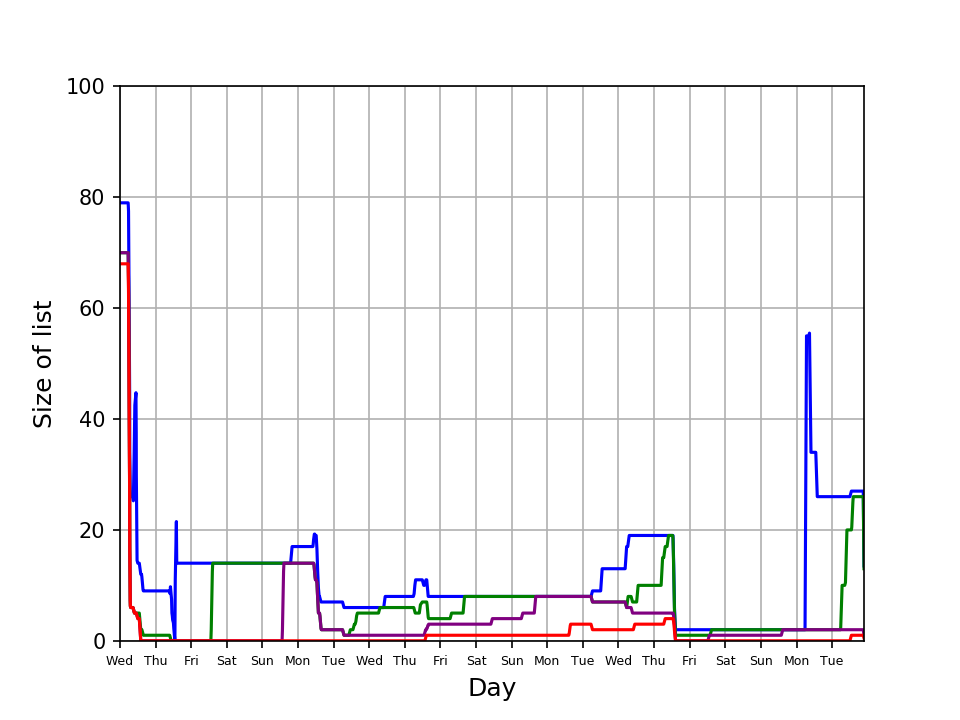 100
80
60
40
20
0
Size of list
Wed Thu Fri Sat Sun Mon Tue Wed Thu Fri Sat Sun Mon Tue Wed Thu Fri Sat Sun Mon Tue
Day